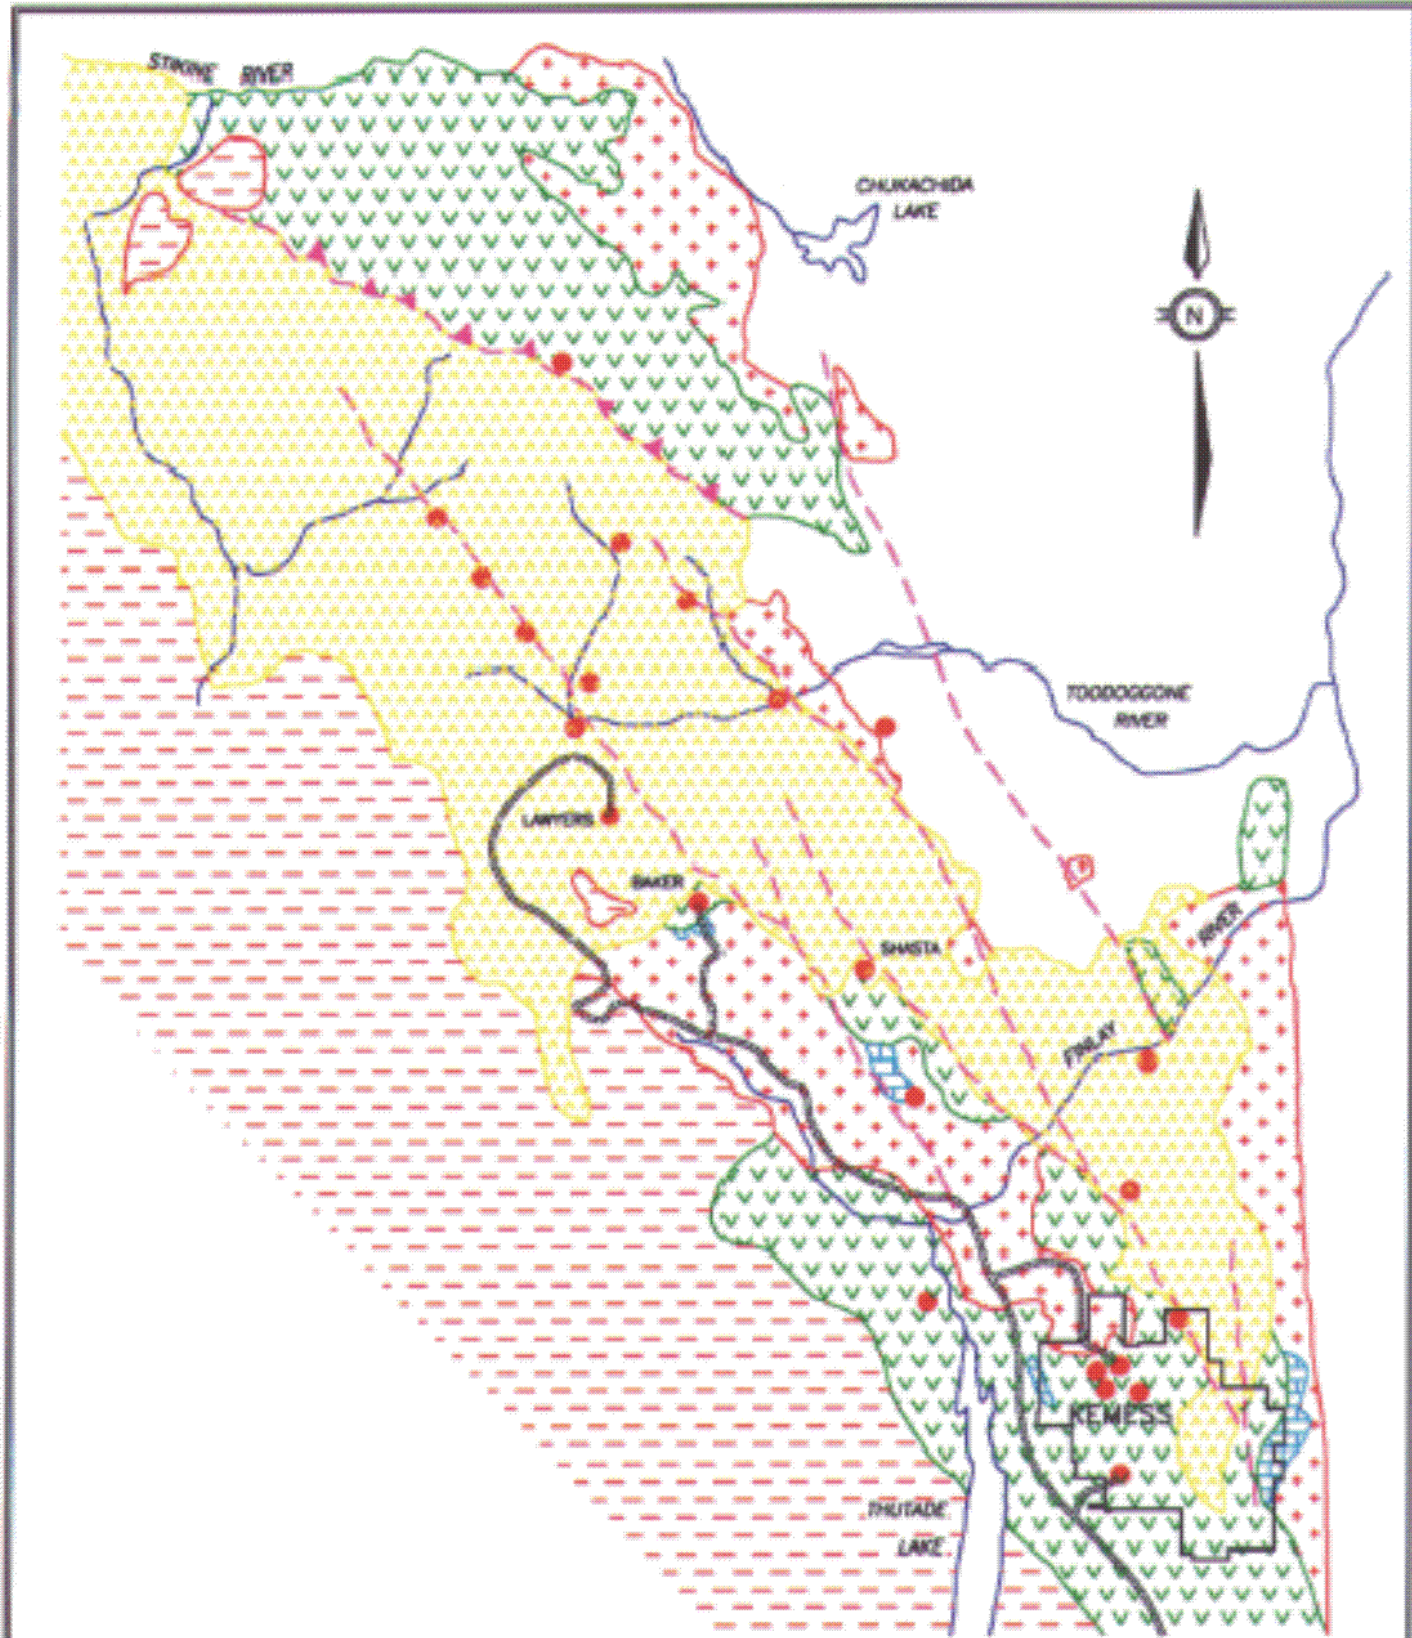 STIKINE RIVER
CHUKACHIDA
LAKE
N
TOODOGGONE
RIVER
LAWYERS
BAKER
RIVER
SHASTA
FINLAY
KEMESS
THUTADE
LAKE